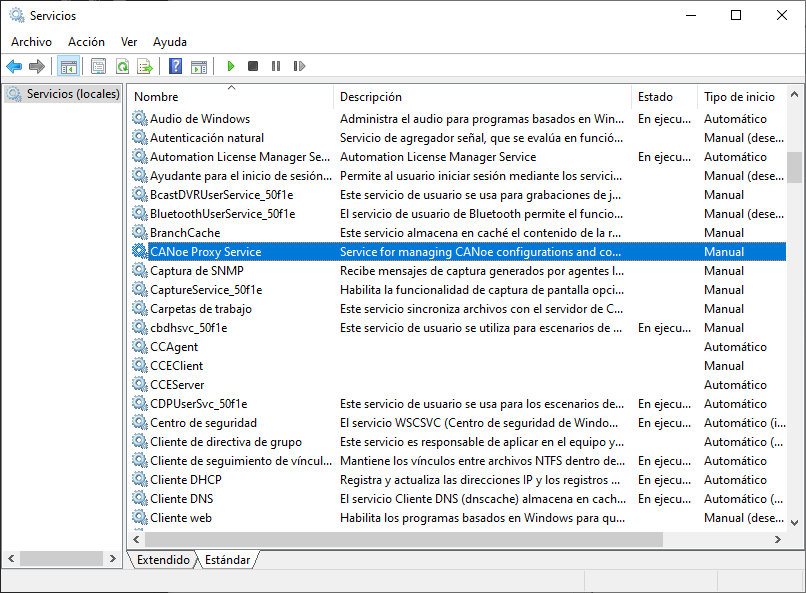 Servicios
Archivo Acción Ver Ayuda
Servicios (locales)
Nombre Descripción Estado Tipo de inicio
Audio de Windows Administra el audio para programas basados en Win... En ejecu... Automático
Autenticación natural Servicio de agregador señal, que se evalúa en funció... Manual (dese...
Automation License Manager Se... Automation License Manager Service En ejecu... Automático
Ayudante para el inicio de sesión... Permite al usuario iniciar sesión mediante los servici... Manual (dese...
BcastDVRUserService_50f1e Este servicio de usuario se usa para grabaciones de j... Manual
BluetoothUserService_50f1e El servicio de usuario de Bluetooth permite el funcio... Manual (dese...
BranchCache Este servicio almacena en caché el contenido de la r... Manual
CANoe Proxy Service Service for managing CANoe configurations and co... Manual
Captura de SNMP Recibe mensajes de captura generados por agentes l... Manual
CaptureService_50f1e Habilita la funcionalidad de captura de pantalla opci... Manual
Carpetas de trabajo Este servicio sincroniza archivos con el servidor de C... Manual
cbdhsvc_50f1e Este servicio de usuario se utiliza para escenarios de ... En ejecu... Manual
CCAgent Automático
CCEClient Manual
CCEServer Automático
CDPUserSvc_50f1e Este servicio de usuario se usa para los escenarios de... En ejecu... Automático
Centro de seguridad El servicio WSCSVC (Centro de seguridad de Windo... En ejecu... Automático (i...
Cliente de directiva de grupo Este servicio es responsable de aplicar en el equipo y... Automático (...
Cliente de seguimiento de víncul... Mantiene los vínculos entre archivos NTFS dentro de... En ejecu... Automático
Cliente DHCP Registra y actualiza las direcciones IP y los registros ... En ejecu... Automático
Cliente DNS El servicio Cliente DNS (dnscache) almacena en cach... En ejecu... Automático (...
Cliente web Habilita los programas basados en Windows para qu... Manual (dese...
Extendido Estándar